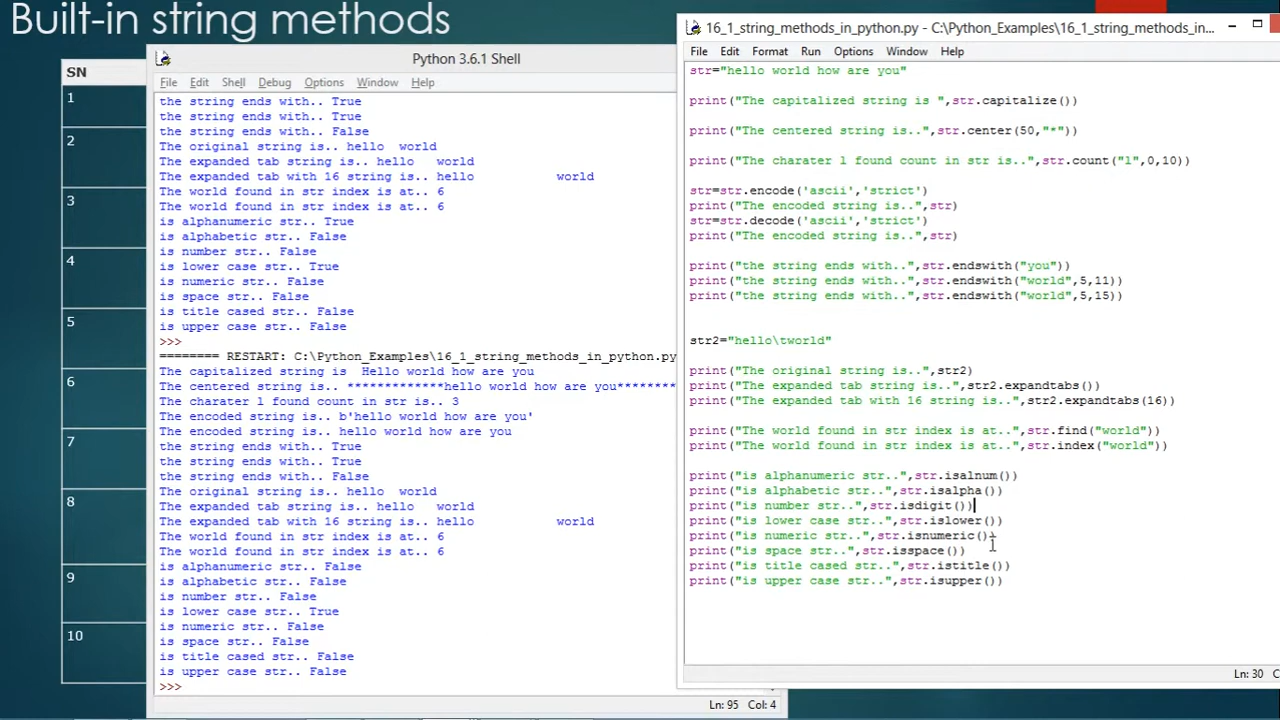 Built-in string methods
SN
1
2
3
4
5
6
7
8
9
10
Python 3.6.1 Shell
File Edit Shell Debug Options Window Help
the string ends with.. True
the string ends with.. True
the string ends with.. False
The original string is.. hello world
The expanded tab string is.. hello   world
The expanded tab with 16 string is.. hello           world
The world found in str index is at.. 6
The world found in str index is at.. 6
is alphanumeric str.. True
is alphabetic str.. False
is number str.. False
is lower case str.. True
is numeric str.. False
is space str.. False
is title cased str.. False
is upper case str.. False
>>>
======== RESTART: C:\Python_Examples\16_1_string_methods_in_python.py
The capitalized string is  Hello world how are you
The centered string is.. *************hello world how are you********
The charater l found count in str is.. 3
The encoded string is.. b'hello world how are you'
The encoded string is.. hello world how are you
the string ends with.. True
the string ends with.. True
the string ends with.. False
The original string is.. hello  world
The expanded tab string is.. hello   world
The expanded tab with 16 string is.. hello           world
The world found in str index is at.. 6
The world found in str index is at.. 6
is alphanumeric str.. False
is alphabetic str.. False
is number str.. False
is lower case str.. True
is numeric str.. False
is space str.. False
is title cased str.. False
is upper case str.. False
>>>
Ln: 95 Col: 4
16_1_string_methods_in_python.py - C:\Python_Examples\16_1_string_methods_in...
File Edit Format Run Options Window Help
str="hello world how are you"
print("The capitalized string is ",str.capitalize())
print("The centered string is..",str.center(50,"*"))
print("The charater l found count in str is..",str.count("l",0,10))
str=str.encode('ascii','strict')
print("The encoded string is..",str)
str=str.decode('ascii','strict')
print("The encoded string is..",str)
print("the string ends with..",str.endswith("you"))
print("the string ends with..",str.endswith("world",5,11))
print("the string ends with..",str.endswith("world",5,15))
str2="hello\tworld"
print("The original string is..",str2)
print("The expanded tab string is..",str2.expandtabs())
print("The expanded tab with 16 string is..",str2.expandtabs(16))
print("The world found in str index is at..",str.find("world"))
print("The world found in str index is at..",str.index("world"))
print("is alphanumeric str..",str.isalnum())
print("is alphabetic str..",str.isalpha())
print("is number str..",str.isdigit())
print("is lower case str..",str.islower())
print("is numeric str..",str.isnumeric())
print("is space str..",str.isspace())
print("is title cased str..",str.istitle())
print("is upper case str..",str.isupper())
Ln: 30 C